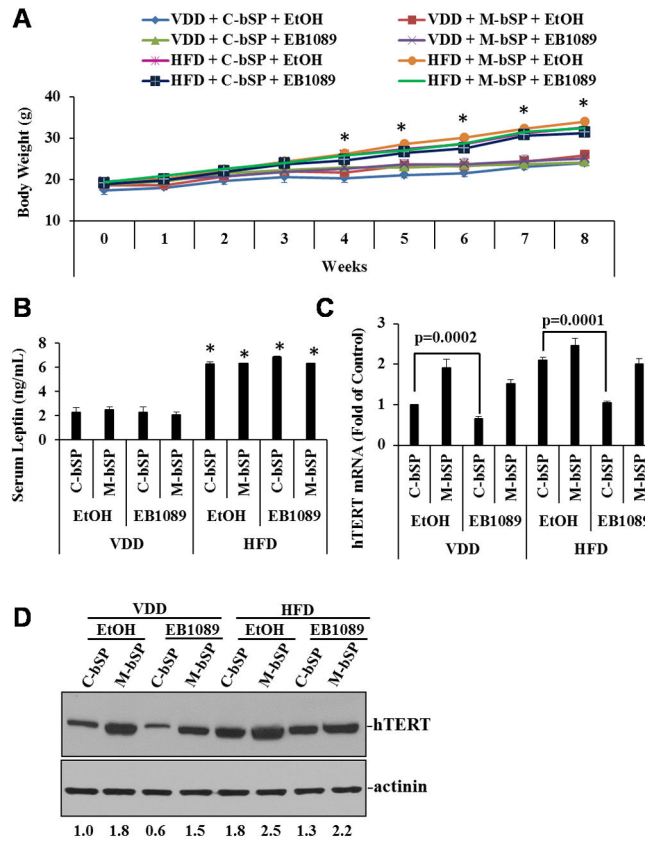 A
VDD + C-bSP + EtOH
VDD + M-bSP + EtOH
VDD + C-bSP + EB1089
VDD + M-bSP + EB1089
HFD + C-bSP + EtOH
HFD + M-bSP + EtOH
HFD + C-bSP + EB1089
HFD + M-bSP + EB1089
Body Weight (g)
40
30
20
10
* * * * *
0 1 2 3 4 5 6 7 8
Weeks
B
Serum Leptin (ng/mL)
8
6
4
2
0
* * * *
C-bSP M-bSP C-bSP M-bSP C-bSP M-bSP C-bSP M-bSP
EtOH EB1089 EtOH EB1089
VDD HFD
C
hTERT mRNA (Fold of Control)
3
2
1
0
p=0.0002
p=0.0001
C-bSP M-bSP C-bSP M-bSP C-bSP M-bSP C-bSP M-bSP
EtOH EB1089 EtOH EB1089
VDD HFD
D
VDD HFD
EtOH EB1089 EtOH EB1089
C-bSP M-bSP C-bSP M-bSP C-bSP M-bSP C-bSP M-bSP
-hTERT
-actinin
1.0 1.8 0.6 1.5 1.8 2.5 1.3 2.2